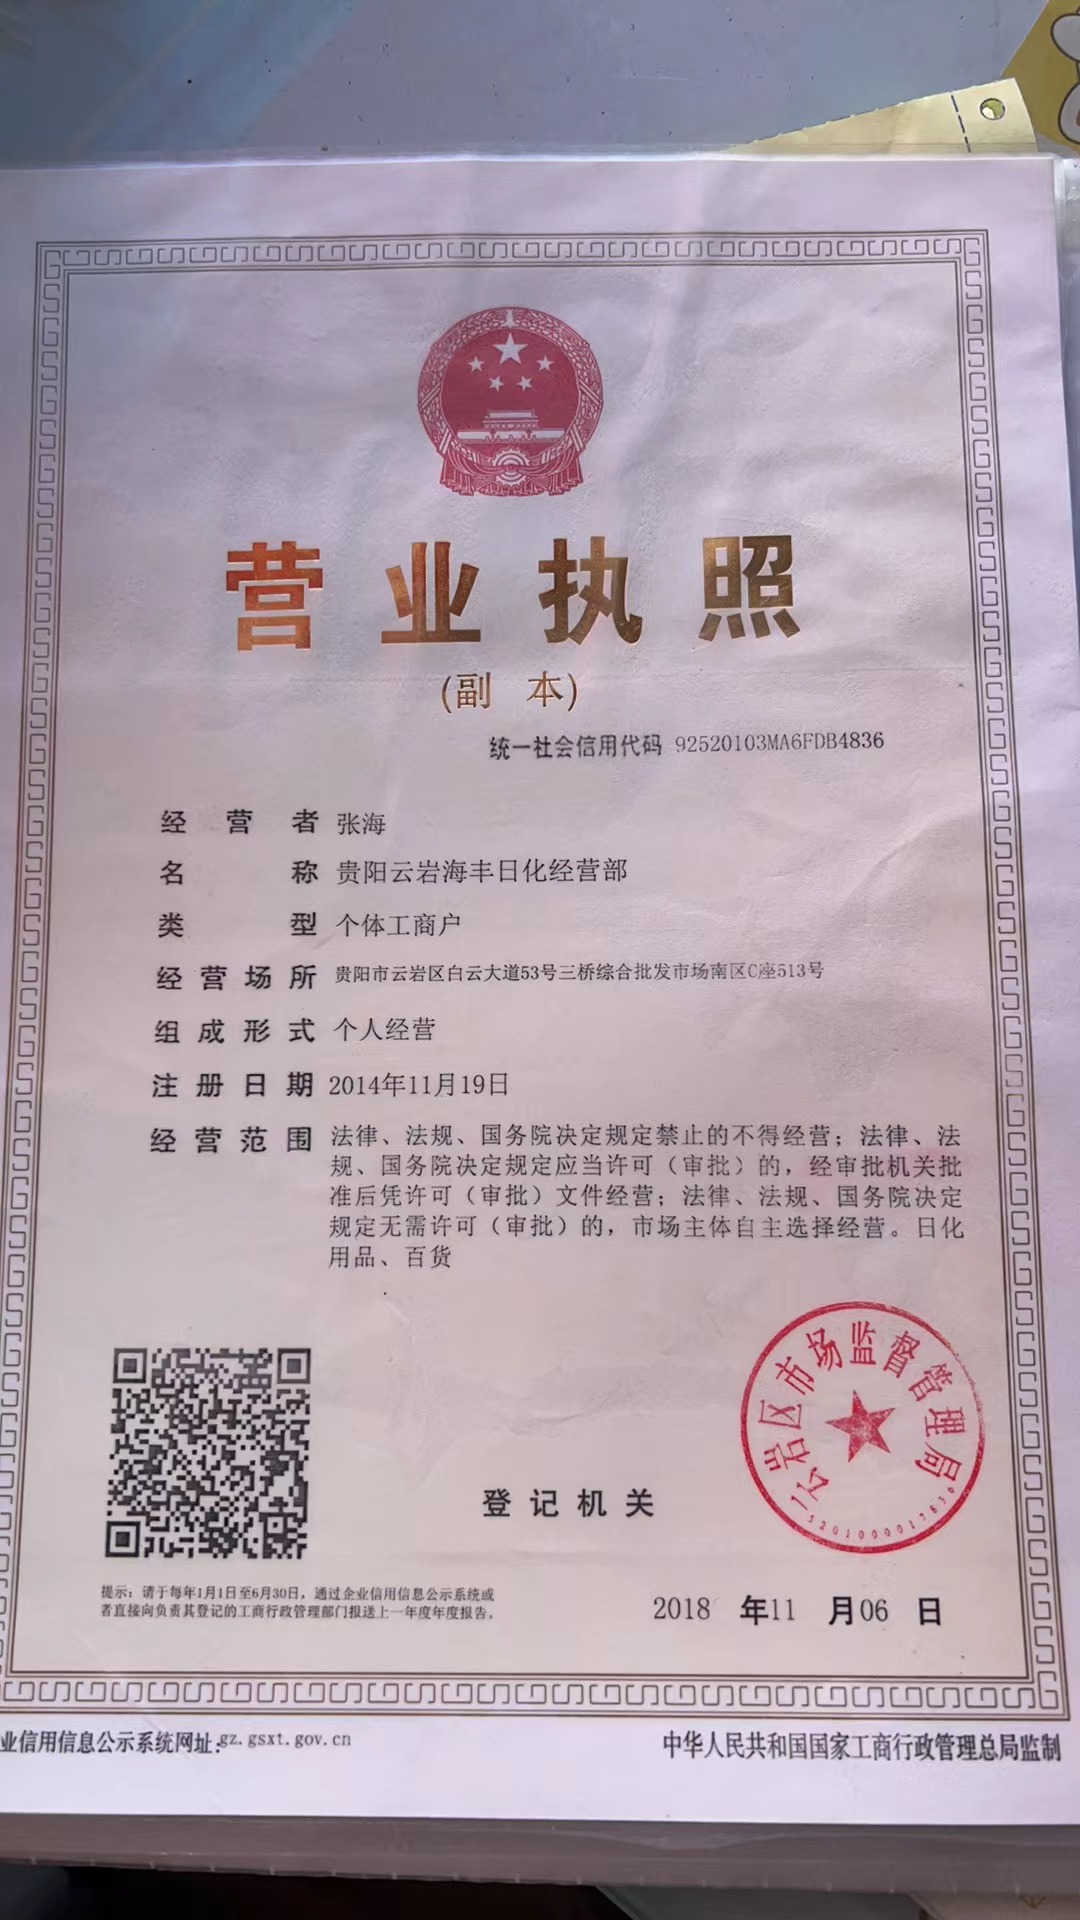 营业执照
(副 本)
统一社会信用代码 92520103MA6FDB4836
经营者 张海
名称 贵阳云岩海丰日化经营部
类型 个体工商户
经营场所 贵阳市云岩区白云大道53号三桥综合批发市场南区C座513号
组成形式 个人经营
注册日期 2014年11月19日
经营范围 法律、法规、国务院决定规定禁止的不得经营；法律、法
规、国务院决定规定应当许可（审批）的，经审批机关批
准后凭许可（审批）文件经营；法律、法规、国务院决定
规定无需许可（审批）的，市场主体自主选择经营。日化
用品、百货
云岩区市场监督管理局
登记机关
提示：请于每年1月1日至6月30日，通过企业信用信息公示系统或
者直接向负责其登记的工商行政管理部门报送上一年度年度报告。
2018 年11 月06 日
业信用信息公示系统网址：gz.gsxt.gov.cn
中华人民共和国国家工商行政管理总局监制